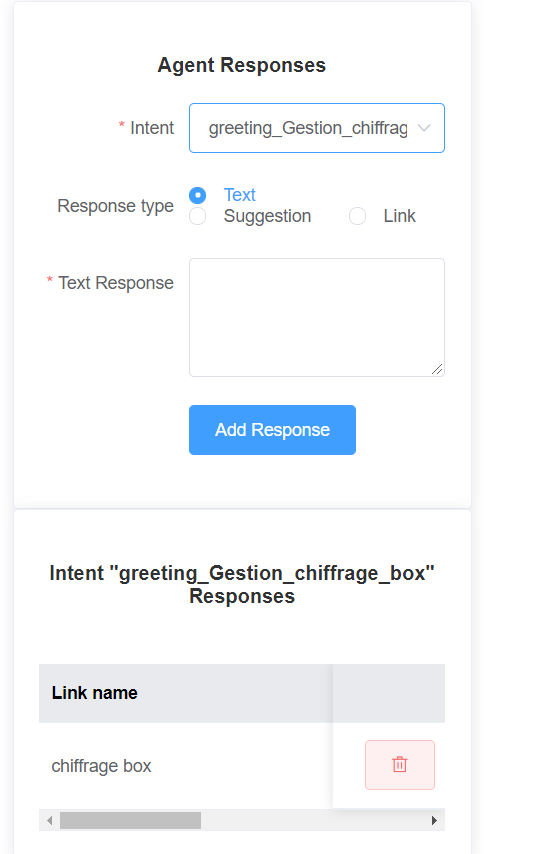 Agent Responses
* Intent
greeting_Gestion_chiffrag
Response type
Text
Suggestion
Link
* Text Response
Add Response
Intent "greeting_Gestion_chiffrage_box"
Responses
Link name
chiffrage box